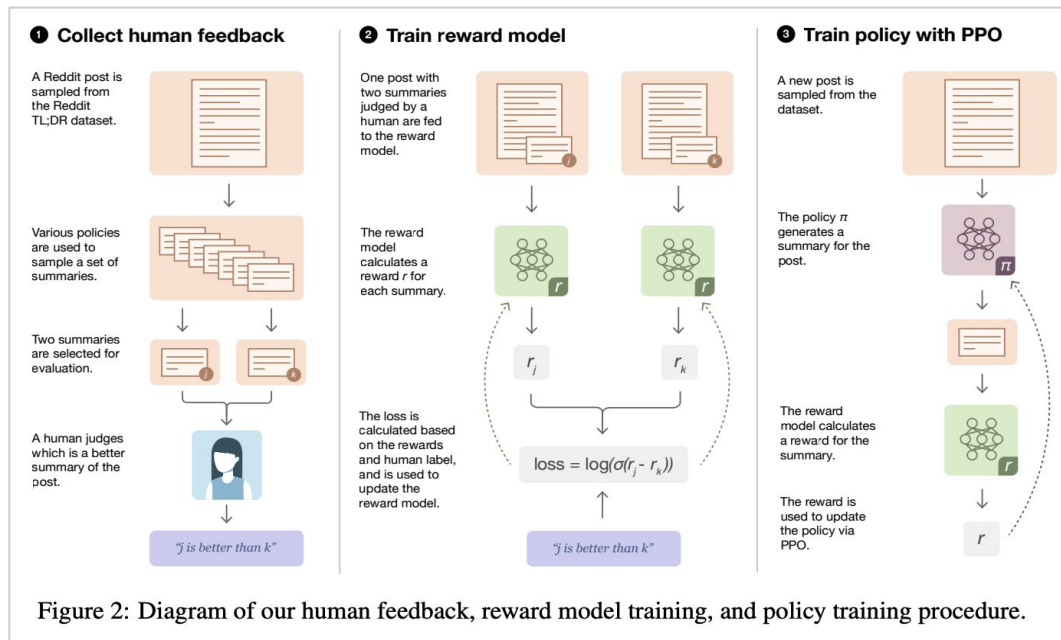 1 Collect human feedback
A Reddit post is
sampled from
the Reddit
TL;DR dataset.
Various policies
are used to
sample a set of
summaries.
Two summaries
are selected for
evaluation.
j
k
A human judges
which is a better
summary of the
post.
"j is better than k"
2 Train reward model
One post with
two summaries
judged by a
human are fed
to the reward
model.
j
k
The reward
model
calculates a
reward r for
each summary.
r
r
rj
rk
The loss is
calculated based
on the rewards
and human label,
and is used to
update the
reward model.
loss = log(σ(rj - rk))
"j is better than k"
3 Train policy with PPO
A new post is
sampled from the
dataset.
The policy π
generates a
summary for the
post.
π
The reward
model calculates
a reward for the
summary.
r
The reward is
used to update
the policy via
PPO.
r
Figure 2: Diagram of our human feedback, reward model training, and policy training procedure.